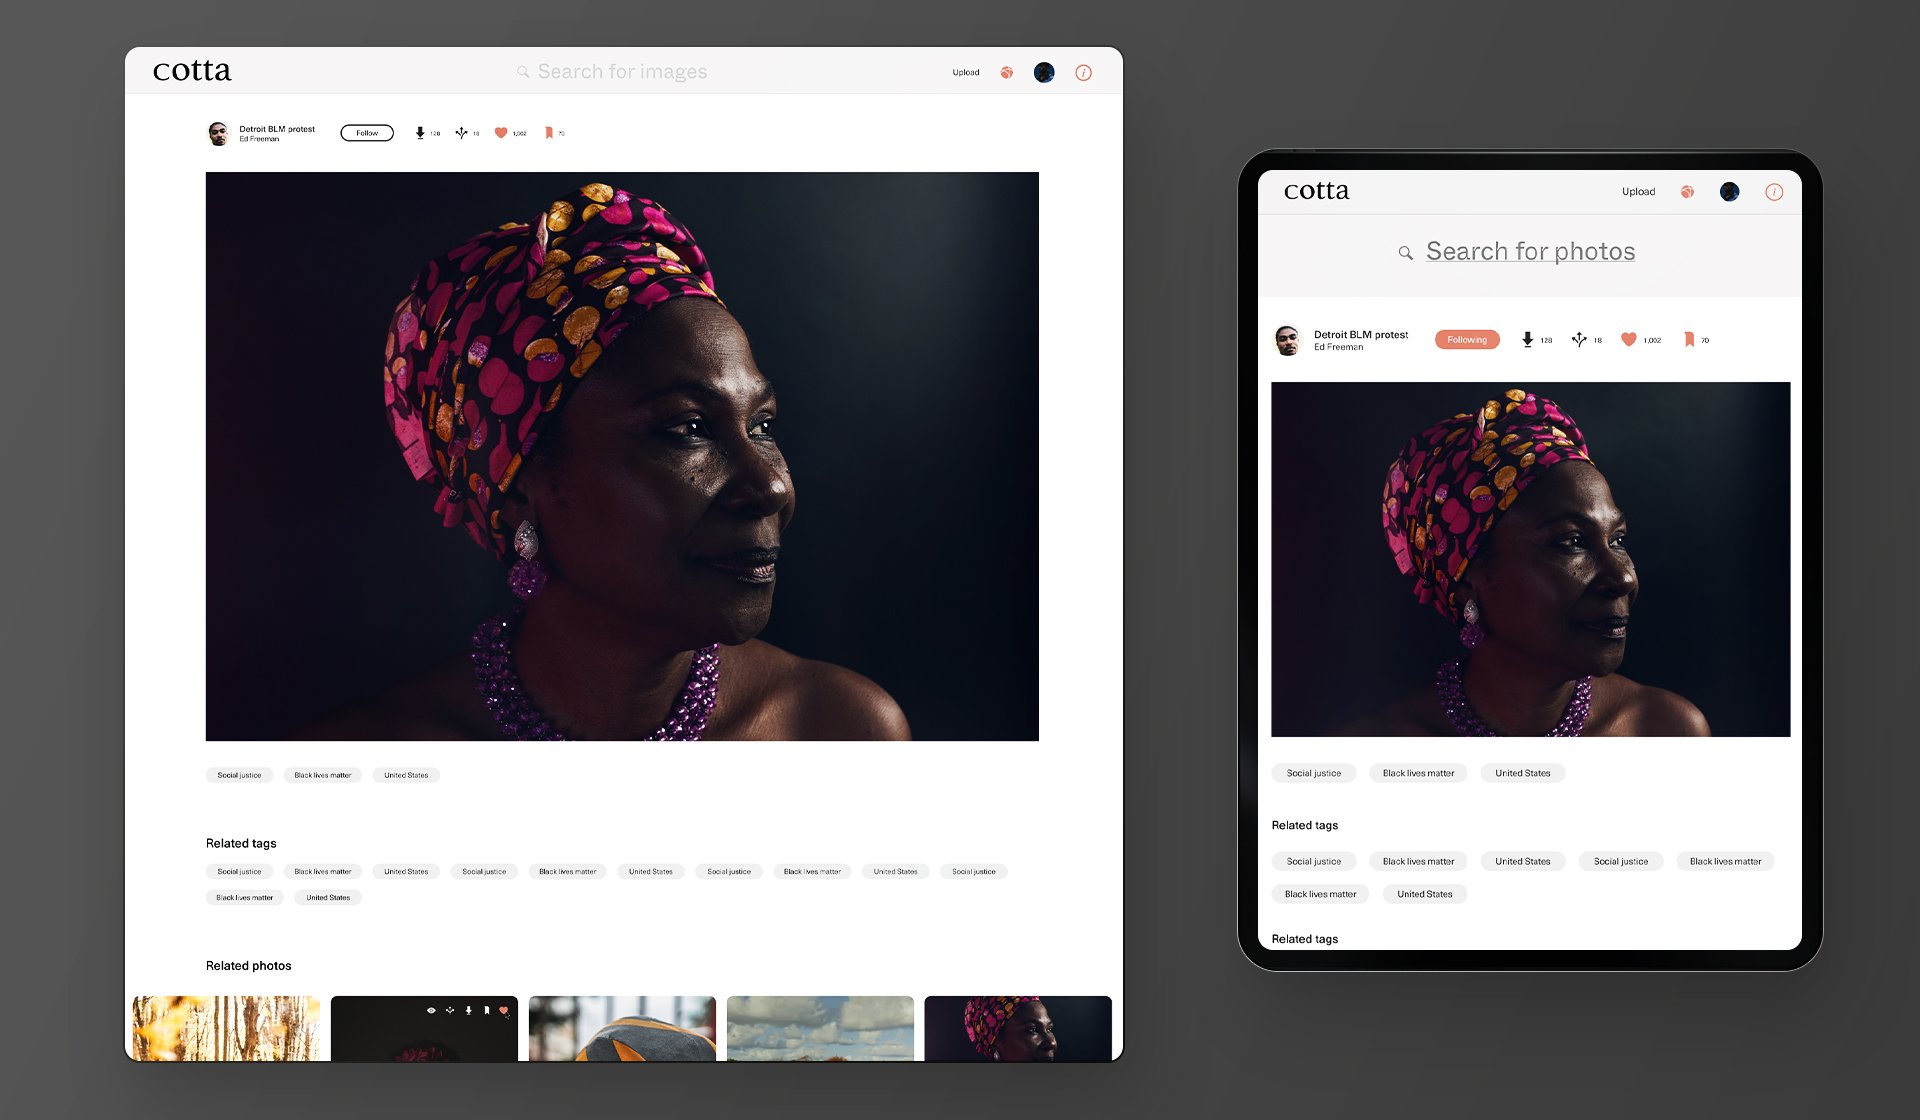 cotta
Search for images
Upload
i
Detroit BLM protest
Ed Freeman
Follow
128
18
1,002
70
Social justice Black lives matter United States
Related tags
Social justice Black lives matter United States Social justice Black lives matter United States Social justice Black lives matter United States Social justice
Black lives matter United States
Related photos
cotta
Upload
i
Search for photos
Detroit BLM protest
Ed Freeman
Following
128
18
1,002
70
Social justice Black lives matter United States
Related tags
Social justice Black lives matter United States Social justice Black lives matter
Black lives matter United States
Related tags